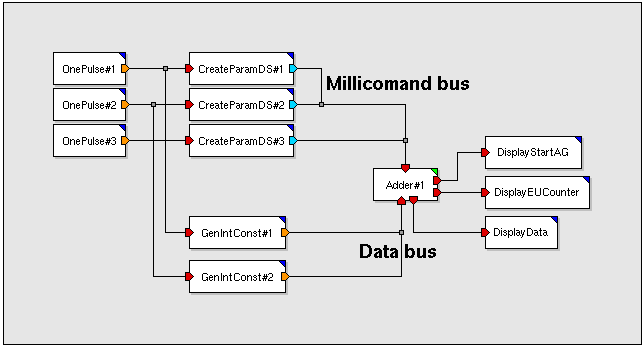 OnePulse#1
CreateParamDS#1
Millicomand bus
OnePulse#2
CreateParamDS#2
OnePulse#3
CreateParamDS#3
DisplayStartAG
Adder#1
DisplayEUCounter
GenIntConst#1
DisplayData
Data bus
GenIntConst#2